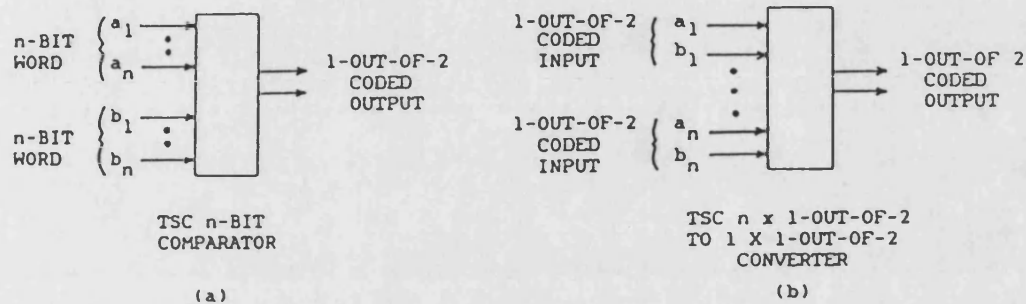 n-BIT
WORD
a1
an
n-BIT
WORD
b1
bn
1-OUT-OF-2
CODED
OUTPUT
TSC n-BIT
COMPARATOR
(a)
1-OUT-OF-2
CODED
INPUT
a1
b1
1-OUT-OF-2
CODED
INPUT
an
bn
1-OUT-OF 2
CODED
OUTPUT
TSC n x 1-OUT-OF-2
TO 1 X 1-OUT-OF-2
CONVERTER
(b)